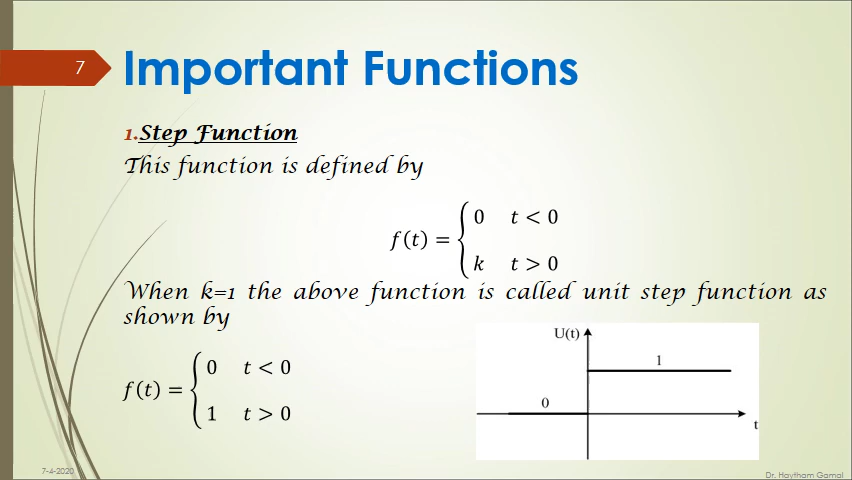 7
Important Functions
1.Step Function
This function is defined by
f(t) = { 0 t < 0
k t > 0
When k=1 the above function is called unit step function as
shown by
f(t) = { 0 t < 0
1 t > 0
U(t)
1
0
t
7-4-2020
Dr. Haytham Gamal